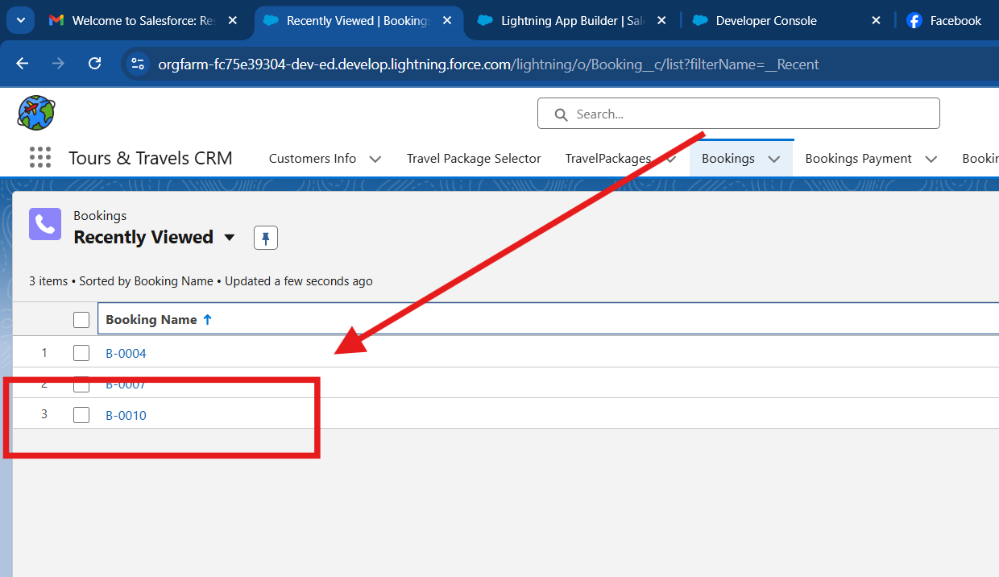 Welcome to Salesforce: Res
Recently Viewed | Bookings
Lightning App Builder | Sal
Developer Console
Facebook
orgfarm-fc75e39304-dev-ed.develop.lightning.force.com/lightning/o/Booking__c/list?filterName=__Recent
Search...
Tours & Travels CRM
Customers Info
Travel Package Selector
TravelPackages
Bookings
Bookings Payment
Bookin
Bookings
Recently Viewed
3 items • Sorted by Booking Name • Updated a few seconds ago
Booking Name
1 B-0004
2 B-0007
3 B-0010